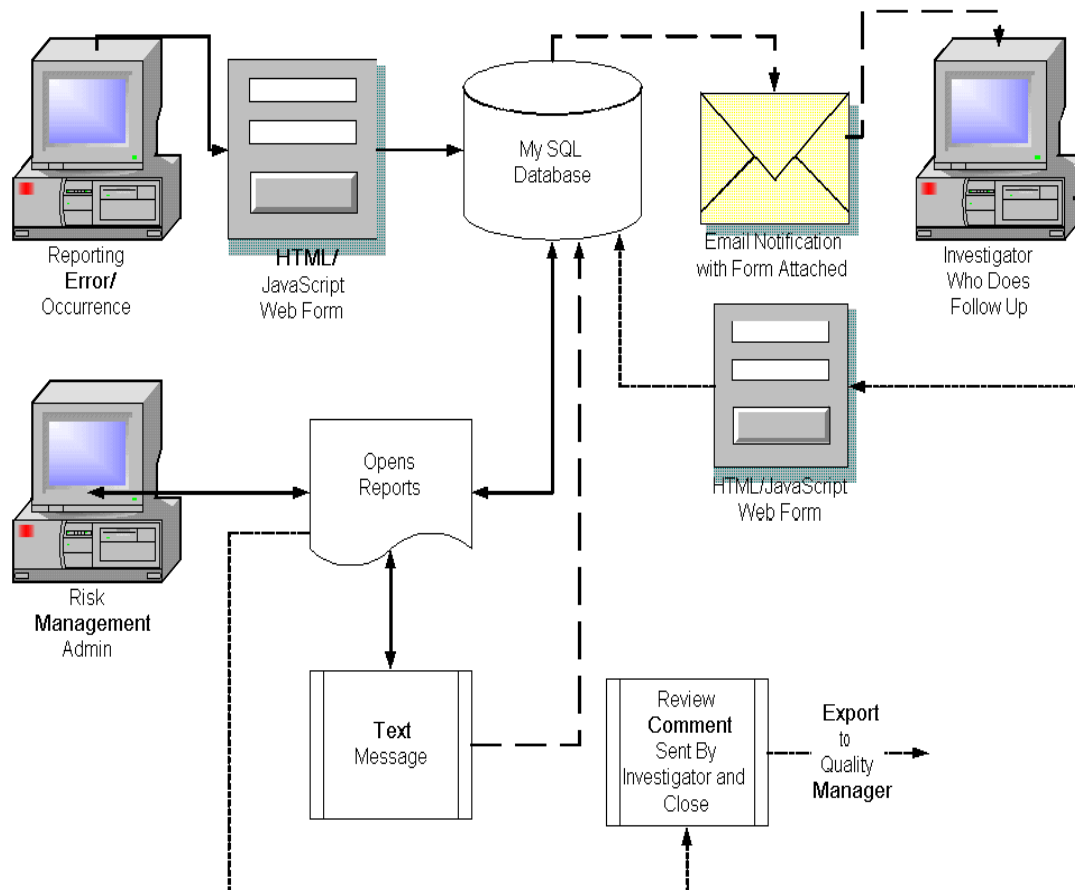 Reporting
Error/
Occurrence
HTML/
JavaScript
Web Form
My SQL
Database
Email Notification
with Form Attached
Investigator
Who Does
Follow Up
HTML/JavaScript
Web Form
Opens
Reports
Risk
Management
Admin
Text
Message
Review
Comment
Sent By
Investigator and
Close
Export
to
Quality
Manager